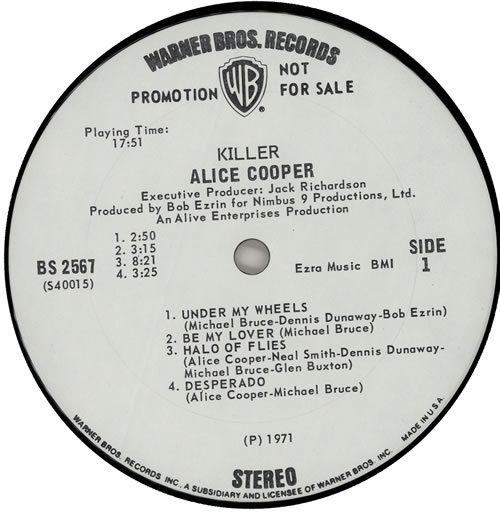 WARNER BROS. RECORDS
PROMOTION
WB
®
NOT
FOR SALE
Playing Time:
17:51
KILLER
ALICE COOPER
Executive Producer: Jack Richardson
Produced by Bob Ezrin for Nimbus 9 Productions, Ltd.
An Alive Enterprises Production
1. 2:50
2. 3:15
3. 8:21
4. 3:25
BS 2567
(S40015)
Ezra Music BMI
SIDE
1
1. UNDER MY WHEELS
(Michael Bruce-Dennis Dunaway-Bob Ezrin)
2. BE MY LOVER (Michael Bruce)
3 HALO OF FLIES
(Alice Cooper-Neal Smith-Dennis Dunaway-
Michael Bruce-Glen Buxton)
4. DESPERADO
(Alice Cooper-Michael Bruce)
(P) 1971
STEREO
WARNER BROS. RECORDS INC. A SUBSIDIARY AND LICENSEE OF WARNER BROS. INC. MADE IN U.S.A.